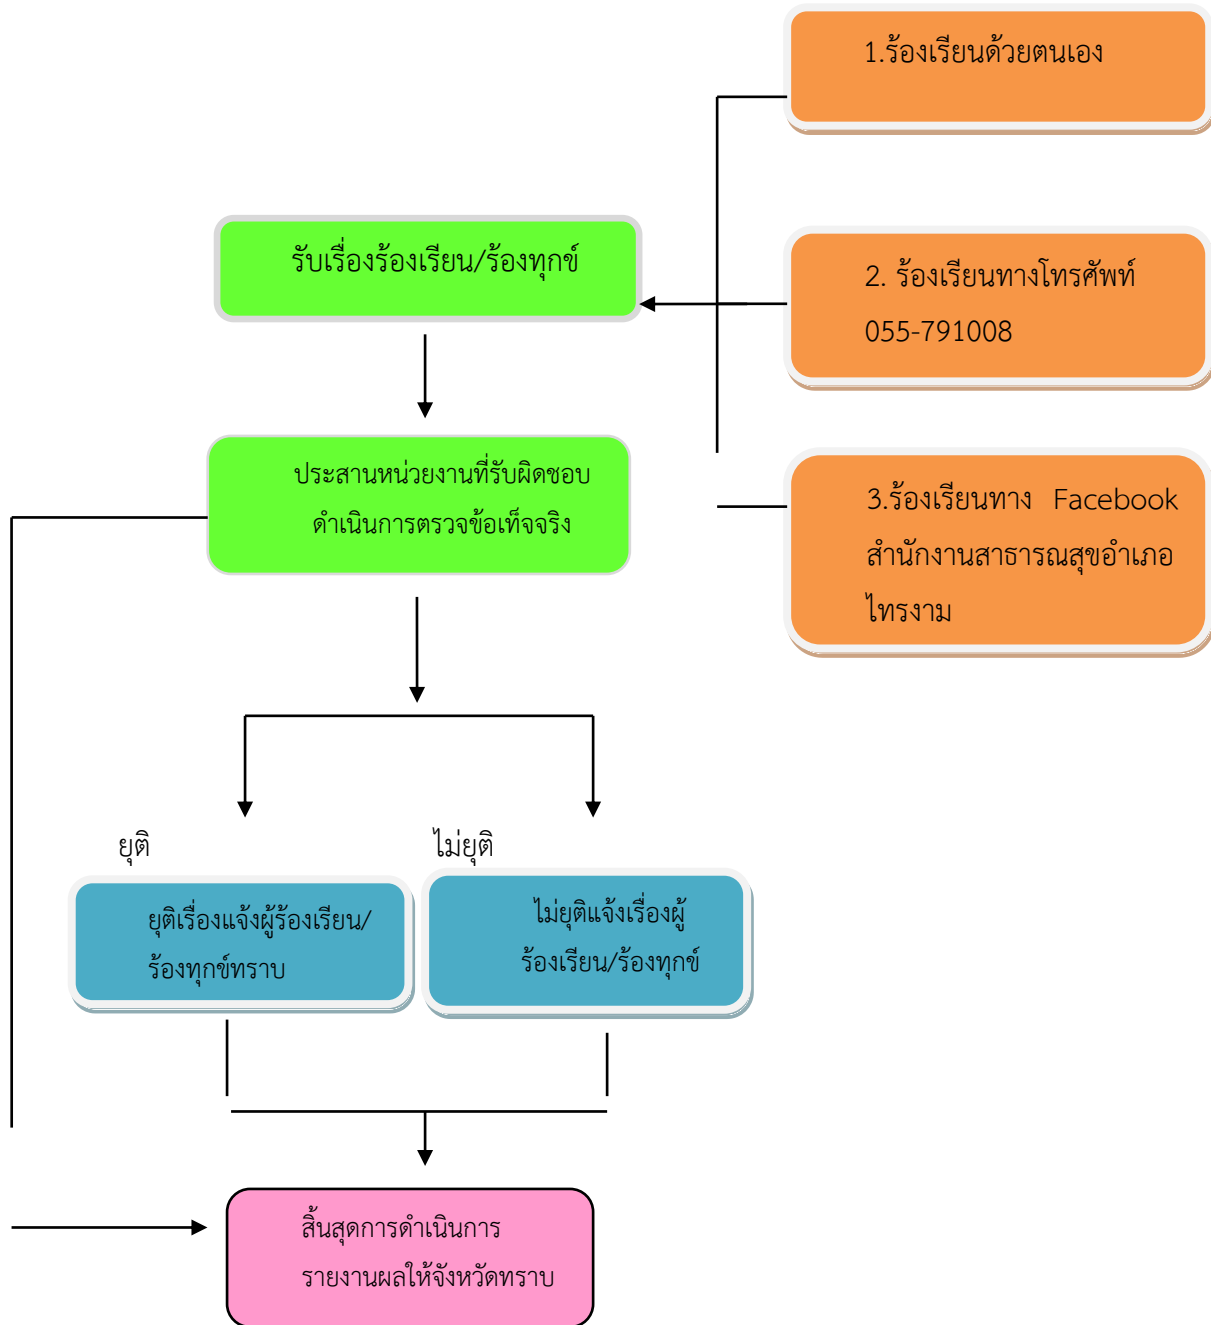 1.ร้องเรียนด้วยตนเอง
รับเรื่องร้องเรียน/ร้องทุกข์
2. ร้องเรียนทางโทรศัพท์
055-791008
ประสานหน่วยงานที่รับผิดชอบ
ดำเนินการตรวจข้อเท็จจริง
3.ร้องเรียนทาง Facebook
สำนักงานสาธารณสุขอำเภอ
ไทรงาม
ยุติ
ไม่ยุติ
ยุติเรื่องแจ้งผู้ร้องเรียน/
ร้องทุกข์ทราบ
ไม่ยุติแจ้งเรื่องผู้
ร้องเรียน/ร้องทุกข์
สิ้นสุดการดำเนินการ
รายงานผลให้จังหวัดทราบ